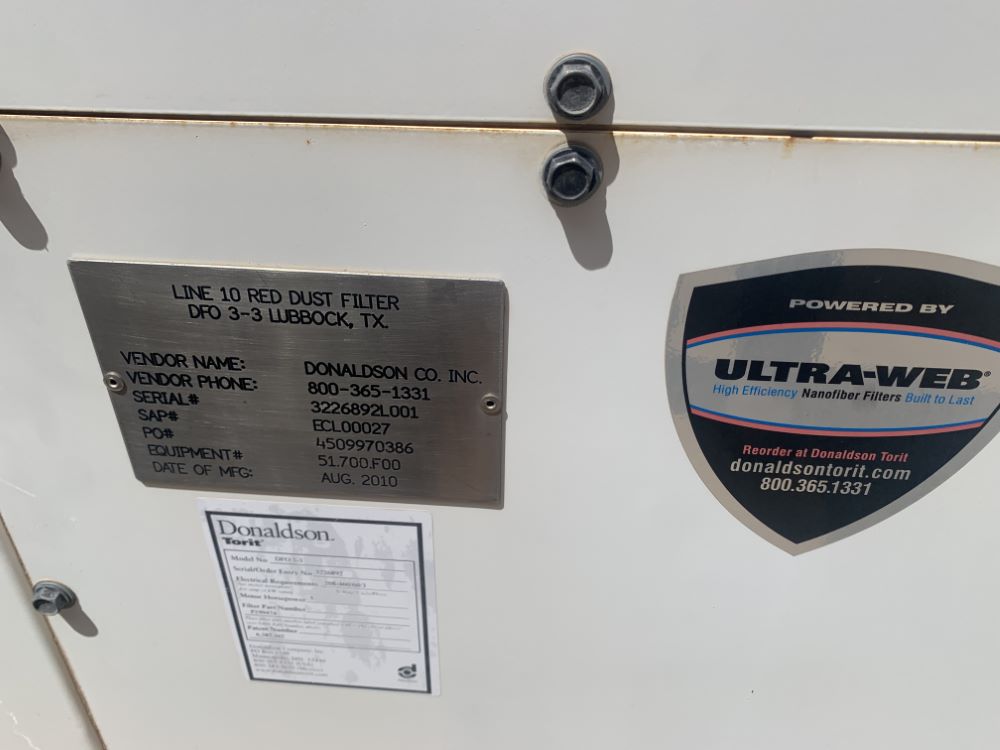 LINE 10 RED DUST FILTER
DFO 3-3 LUBBOCK, TX.
VENDOR NAME: DONALDSON CO. INC.
VENDOR PHONE: 800-365-1331
SERIAL# 3226892L001
SAP# ECL00027
PO# 4509970386
EQUIPMENT# 51.700.F00
DATE OF MFG: AUG. 2010
POWERED BY
ULTRA-WEB®
High Efficiency Nanofiber Filters Built to Last
Reorder at Donaldson Torit
donaldsontorit.com
800.365.1331
Donaldson.
Torit
Model No.
Serial/Order Entry No. 3226892
Electrical Requirements
Motor Horsepower
Filter Part Number
Patent Number